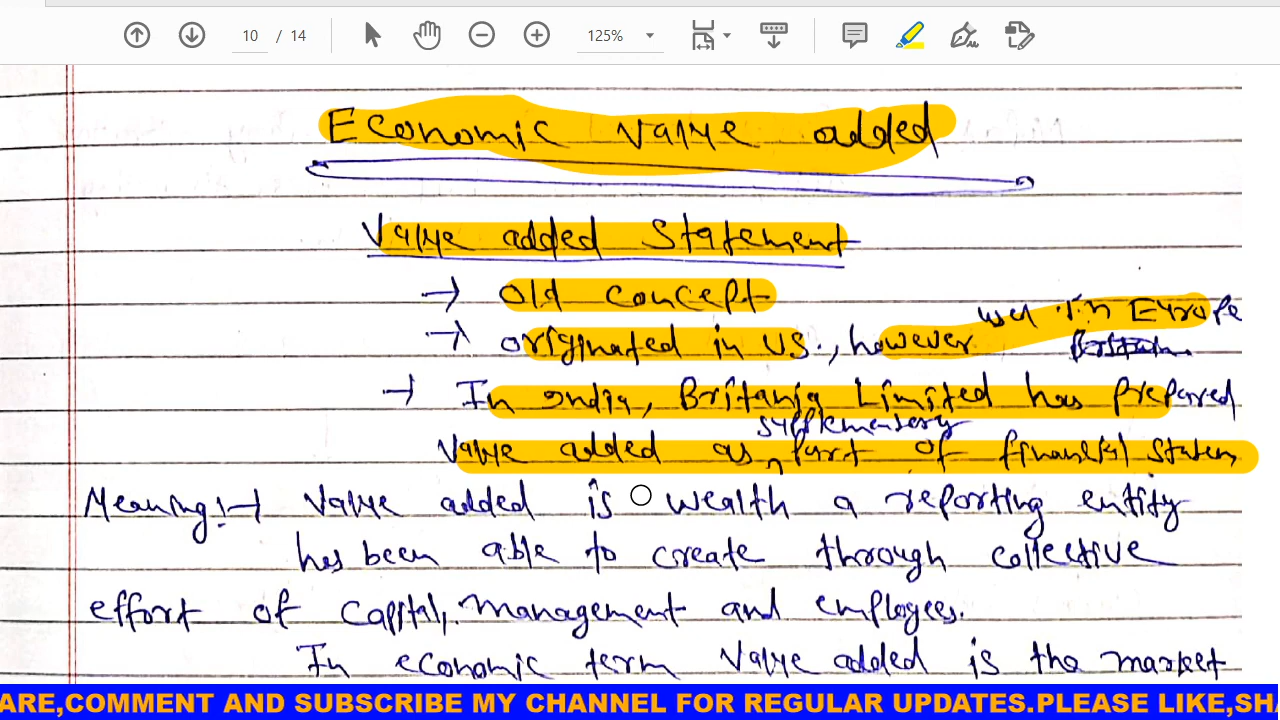 10 / 14 125%
Economic Value added
Value added Statement
→ Old concept
used in Europe
→ originated in US., however
→ In India, Britania Limited has prepared
supplementary
Value added as part of financial Statem
Meaning:→ Value added is wealth a reporting entity
has been able to create through collective
effort of Capital, management and employees.
In economic term Value added is the market
ARE,COMMENT AND SUBSCRIBE MY CHANNEL FOR REGULAR UPDATES.PLEASE LIKE,SHA